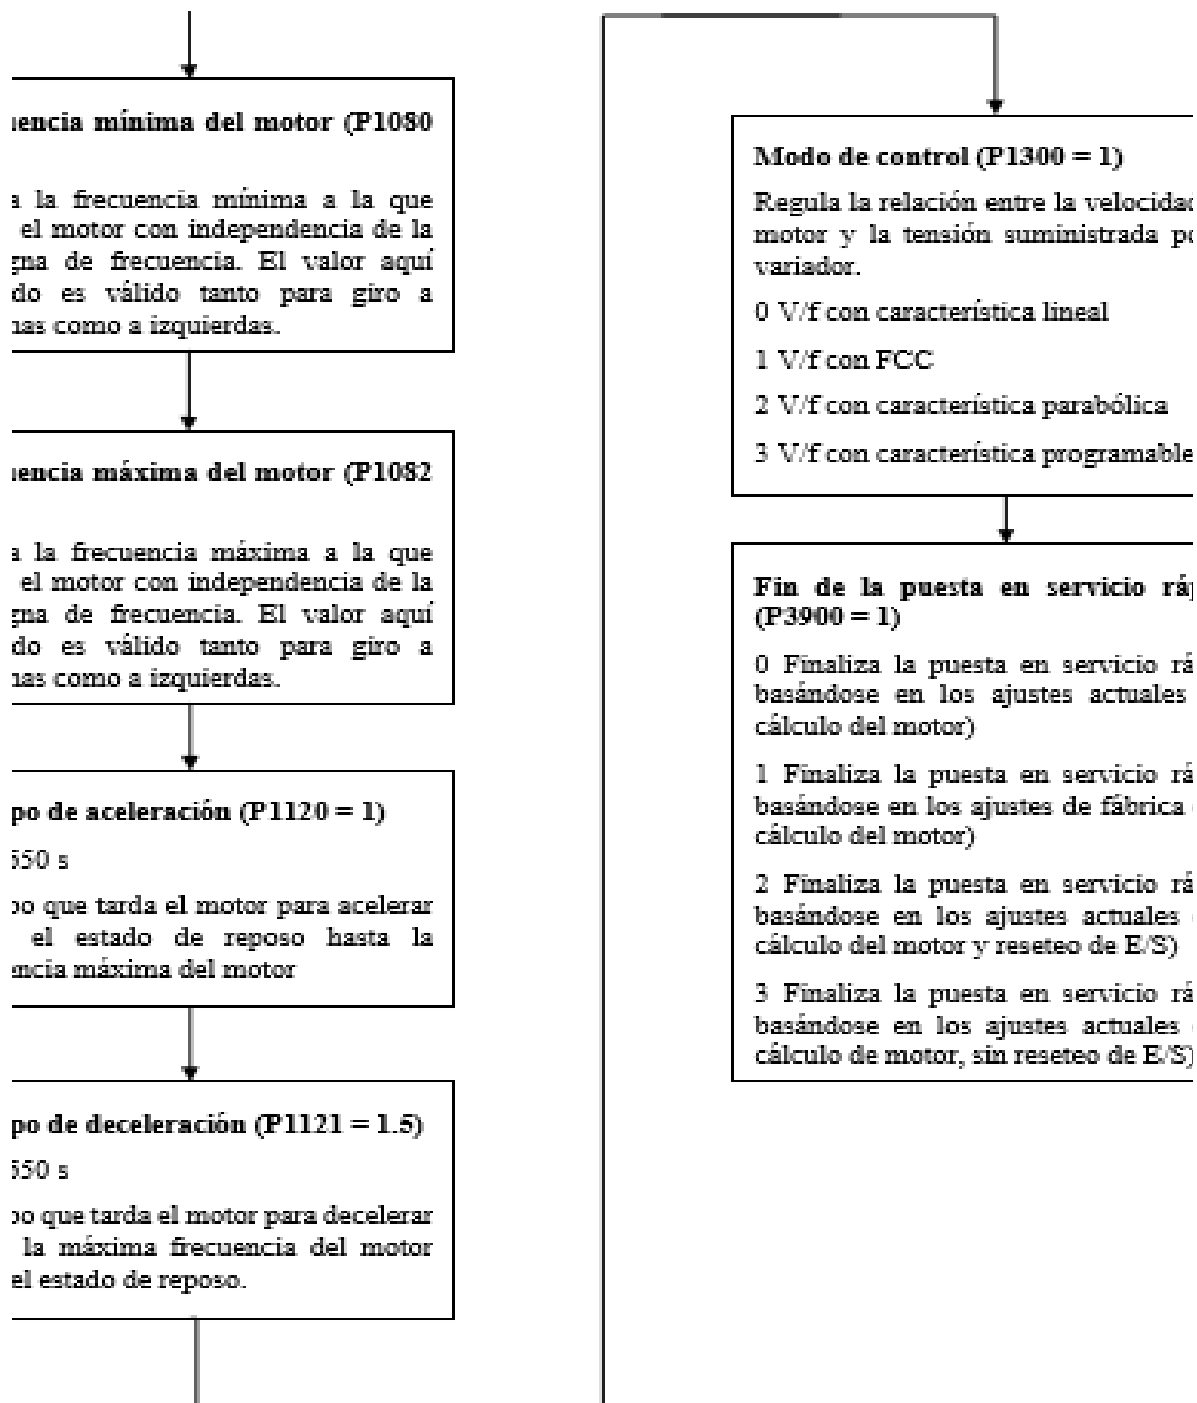 encia mínima del motor (P1080
a la frecuencia mínima a la que
el motor con independencia de la
gna de frecuencia. El valor aquí
do es válido tanto para giro a
has como a izquierdas.
encia máxima del motor (P1082
a la frecuencia máxima a la que
el motor con independencia de la
gna de frecuencia. El valor aquí
do es válido tanto para giro a
has como a izquierdas.
po de aceleración (P1120 = 1)
650 s
po que tarda el motor para acelerar
el estado de reposo hasta la
encia máxima del motor
po de deceleración (P1121 = 1.5)
650 s
po que tarda el motor para decelerar
la máxima frecuencia del motor
el estado de reposo.
Modo de control (P1300 = 1)
Regula la relación entre la velocidad
motor y la tensión suministrada po
variador.
0 V/f con característica lineal
1 V/f con FCC
2 V/f con característica parabólica
3 V/f con característica programable
Fin de la puesta en servicio ráp
(P3900 = 1)
0 Finaliza la puesta en servicio rá
basándose en los ajustes actuales
cálculo del motor)
1 Finaliza la puesta en servicio rá
basándose en los ajustes de fábrica
cálculo del motor)
2 Finaliza la puesta en servicio rá
basándose en los ajustes actuales
cálculo del motor y reseteo de E/S)
3 Finaliza la puesta en servicio rá
basándose en los ajustes actuales
cálculo de motor, sin reseteo de E/S)